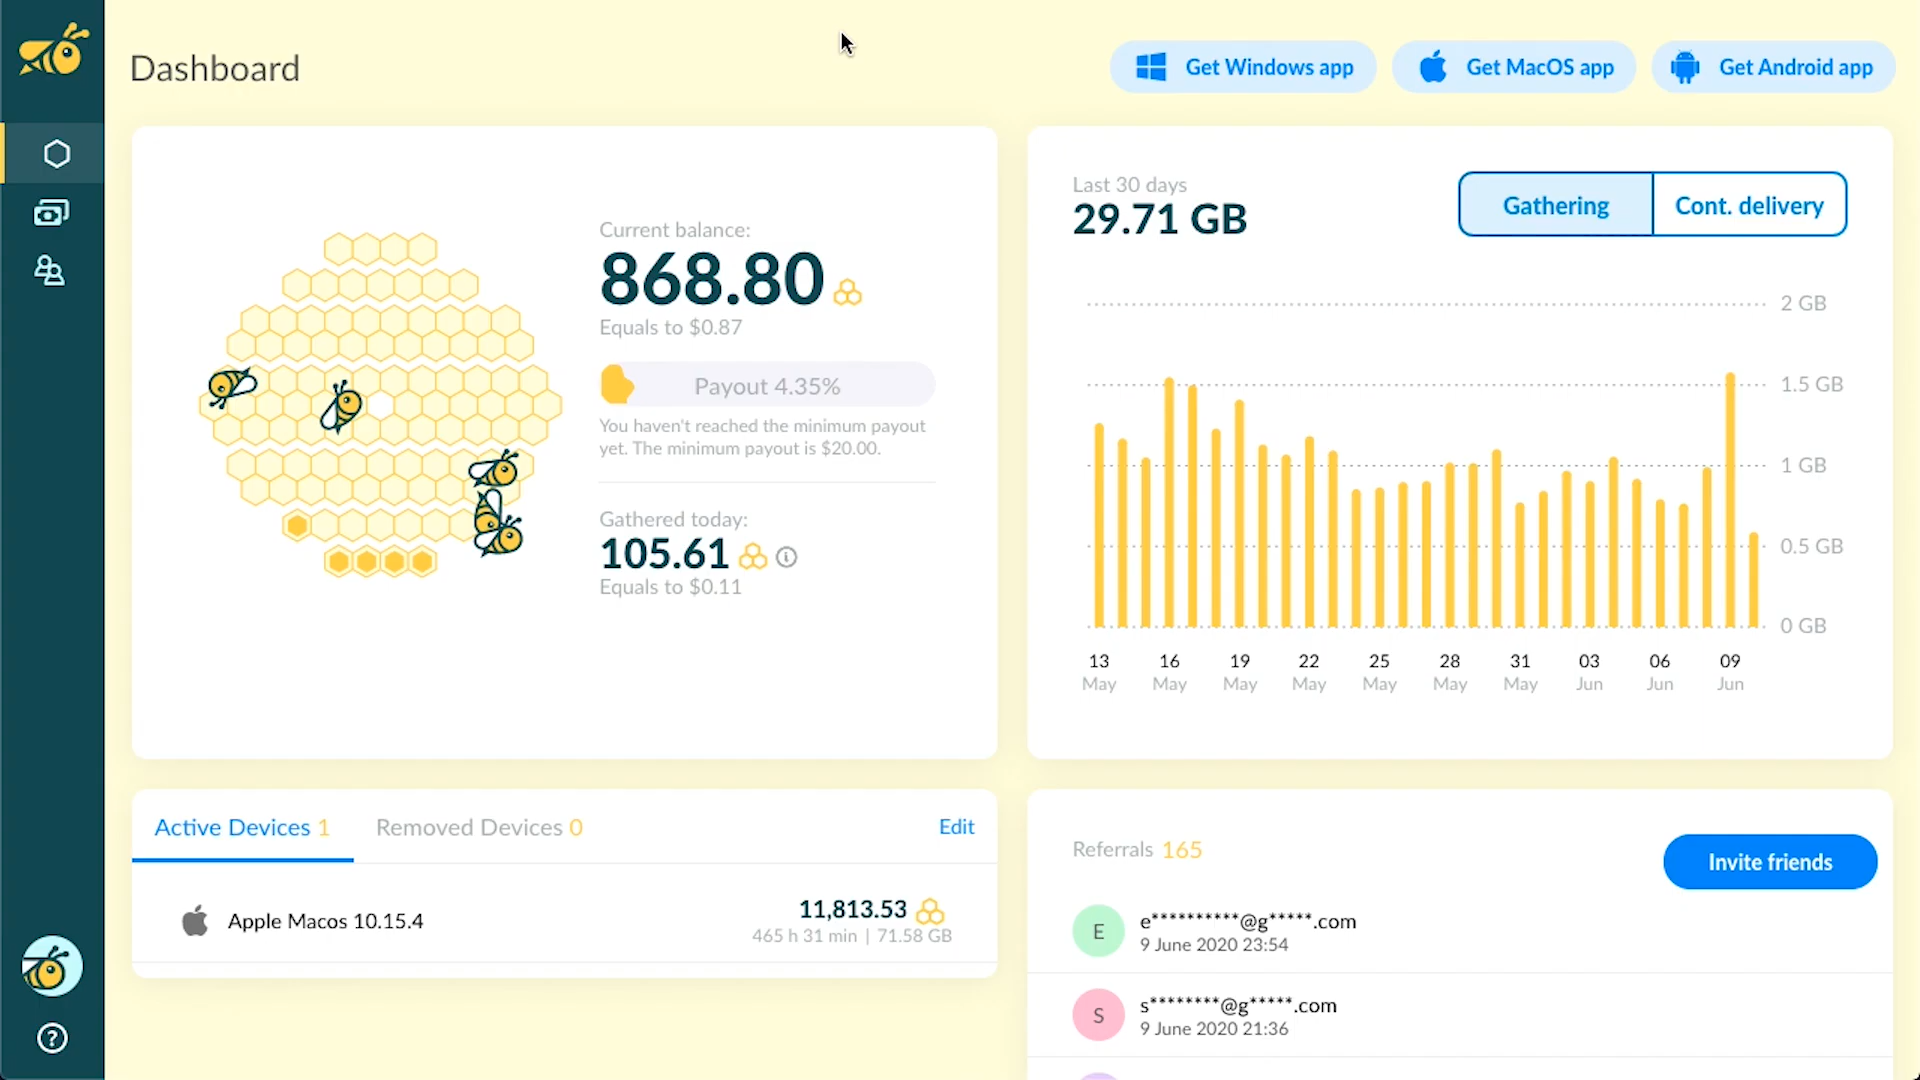 Dashboard
Get Windows app
Get MacOS app
Get Android app
Current balance:
868.80
Equals to $0.87
Payout 4.35%
You haven't reached the minimum payout
yet. The minimum payout is $20.00.
Gathered today:
105.61
Equals to $0.11
Last 30 days
29.71 GB
Gathering
Cont. delivery
2 GB
1.5 GB
1 GB
0.5 GB
0 GB
13 16 19 22 25 28 31 03 06 09
May May May May May May May Jun Jun Jun
Active Devices 1
Removed Devices 0
Edit
Apple Macos 10.15.4
11,813.53
465 h 31 min | 71.58 GB
Referrals 165
Invite friends
E
e**********@g*****.com
9 June 2020 23:54
S
s********@g*****.com
9 June 2020 21:36